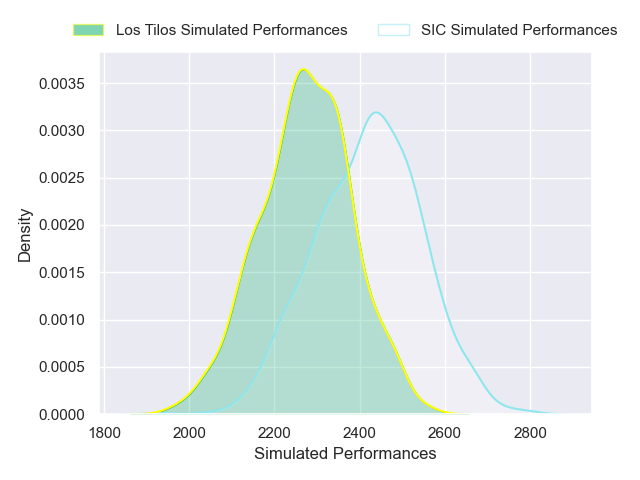 Los Tilos Simulated Performances
SIC Simulated Performances
0.0035
0.0030
0.0025
0.0020
0.0015
0.0010
0.0005
0.0000
Density
1800 2000 2200 2400 2600 2800
Simulated Performances